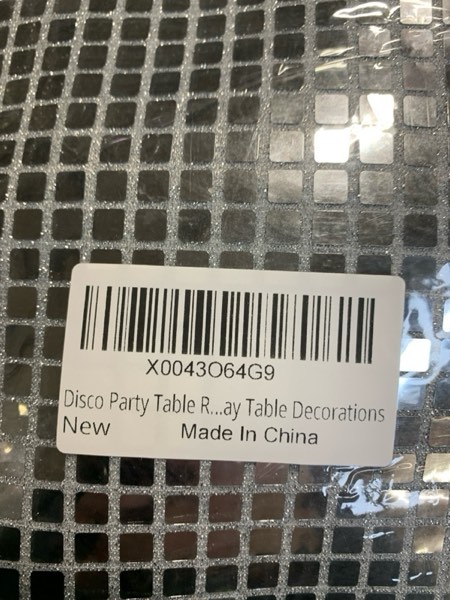 X0043O64G9
Disco Party Table R...ay Table Decorations
New
Made In China